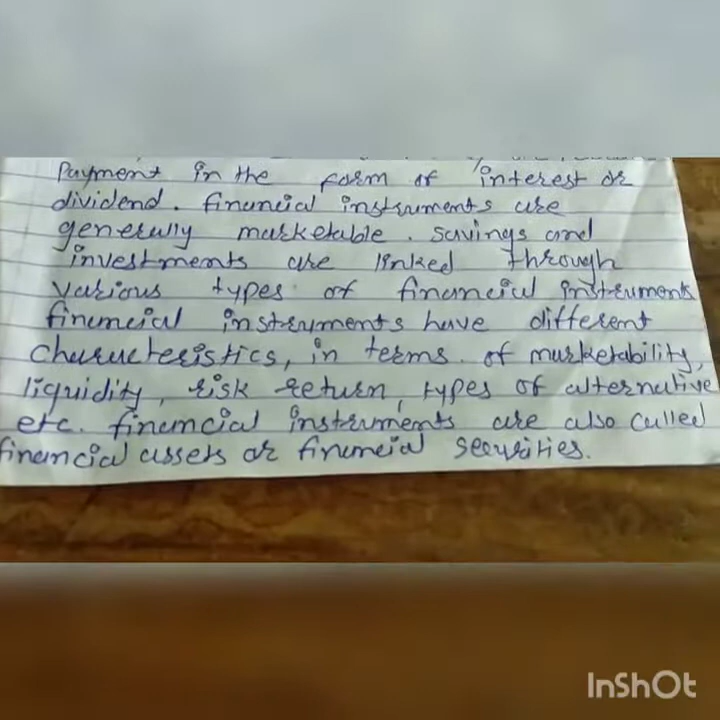 Payment in the form of interest or
dividend. financial instruments are
generally marketable. savings and
investments are linked through
various types of financial instruments
financial instruments have different
characteristics, in terms. of marketability,
liquidity, risk return, types of alternative
etc. financial instruments are also called
financial assets or financial securities.
InShOt